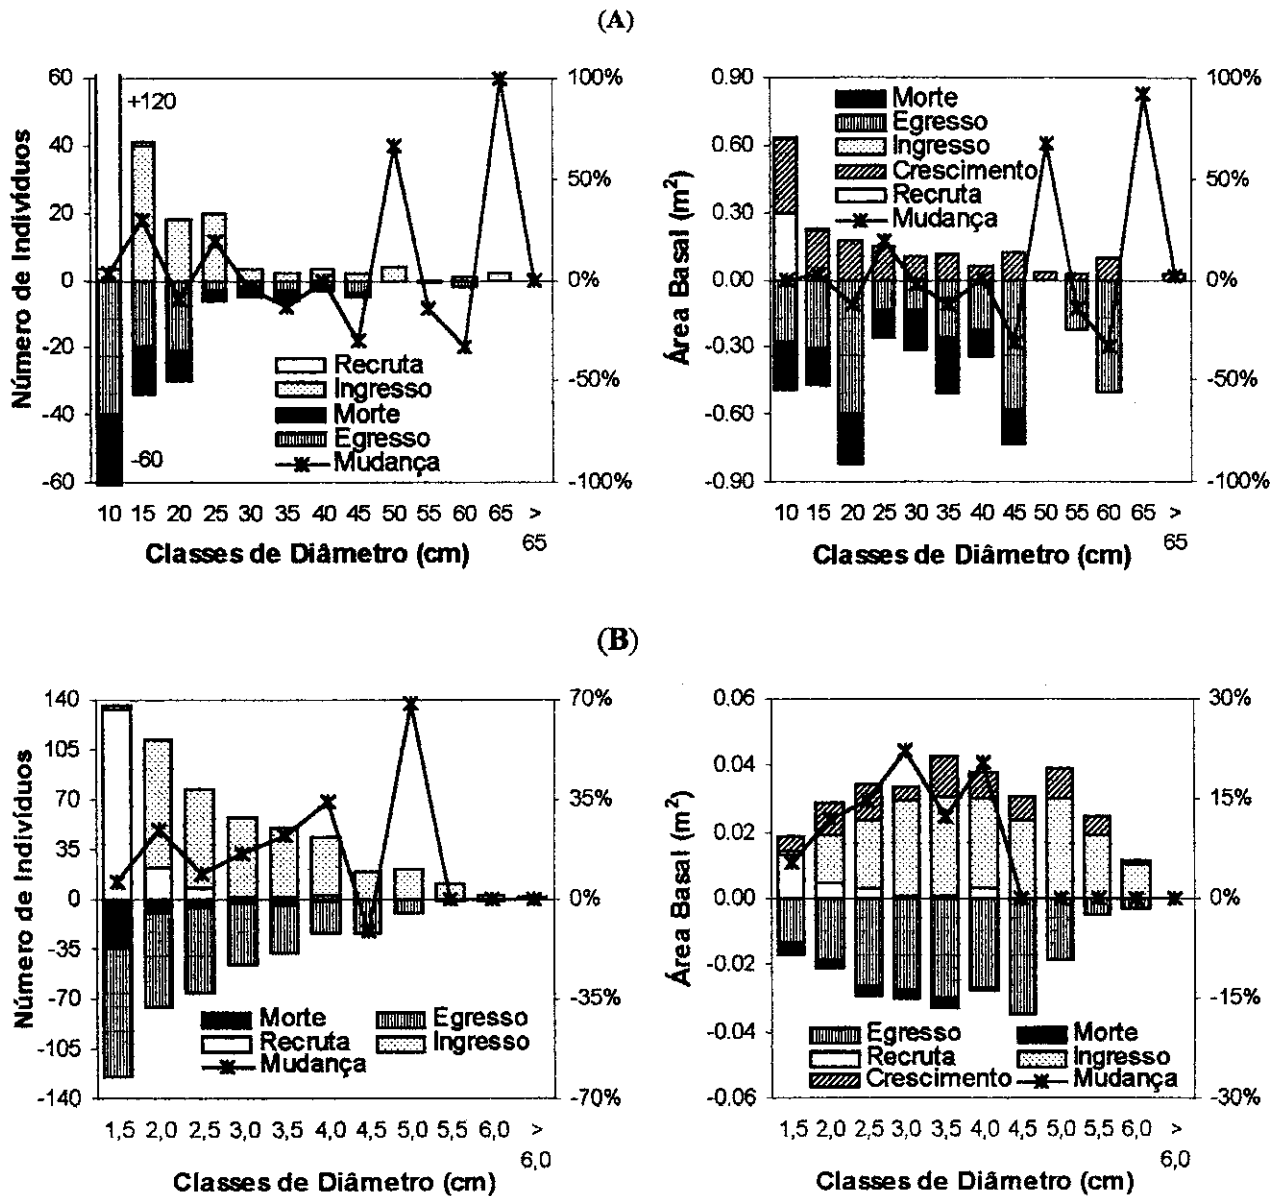 (A)
Número de Indivíduos
60
40
20
0
-20
-40
-60
+120
-60
Recruta
Ingresso
Morte
Egresso
Mudança
100%
50%
0%
-50%
-100%
10 15 20 25 30 35 40 45 50 55 60 65 >
65
Classes de Diâmetro (cm)
Área Basal (m²)
0.90
0.60
0.30
0.00
-0.30
-0.60
-0.90
Morte
Egresso
Ingresso
Crescimento
Recruta
Mudança
100%
50%
0%
-50%
-100%
10 15 20 25 30 35 40 45 50 55 60 65 >
65
Classes de Diâmetro (cm)
(B)
Número de Indivíduos
140
105
70
35
0
-35
-70
-105
-140
Morte Egresso
Recruta Ingresso
Mudança
70%
35%
0%
-35%
-70%
1,5 2,0 2,5 3,0 3,5 4,0 4,5 5,0 5,5 6,0 >
6,0
Classes de Diâmetro (cm)
Área Basal (m²)
0.06
0.04
0.02
0.00
-0.02
-0.04
-0.06
Egresso Morte
Recruta Ingresso
Crescimento Mudança
30%
15%
0%
-15%
-30%
1,5 2,0 2,5 3,0 3,5 4,0 4,5 5,0 5,5 6,0 >
6,0
Classes de Diâmetro (cm)